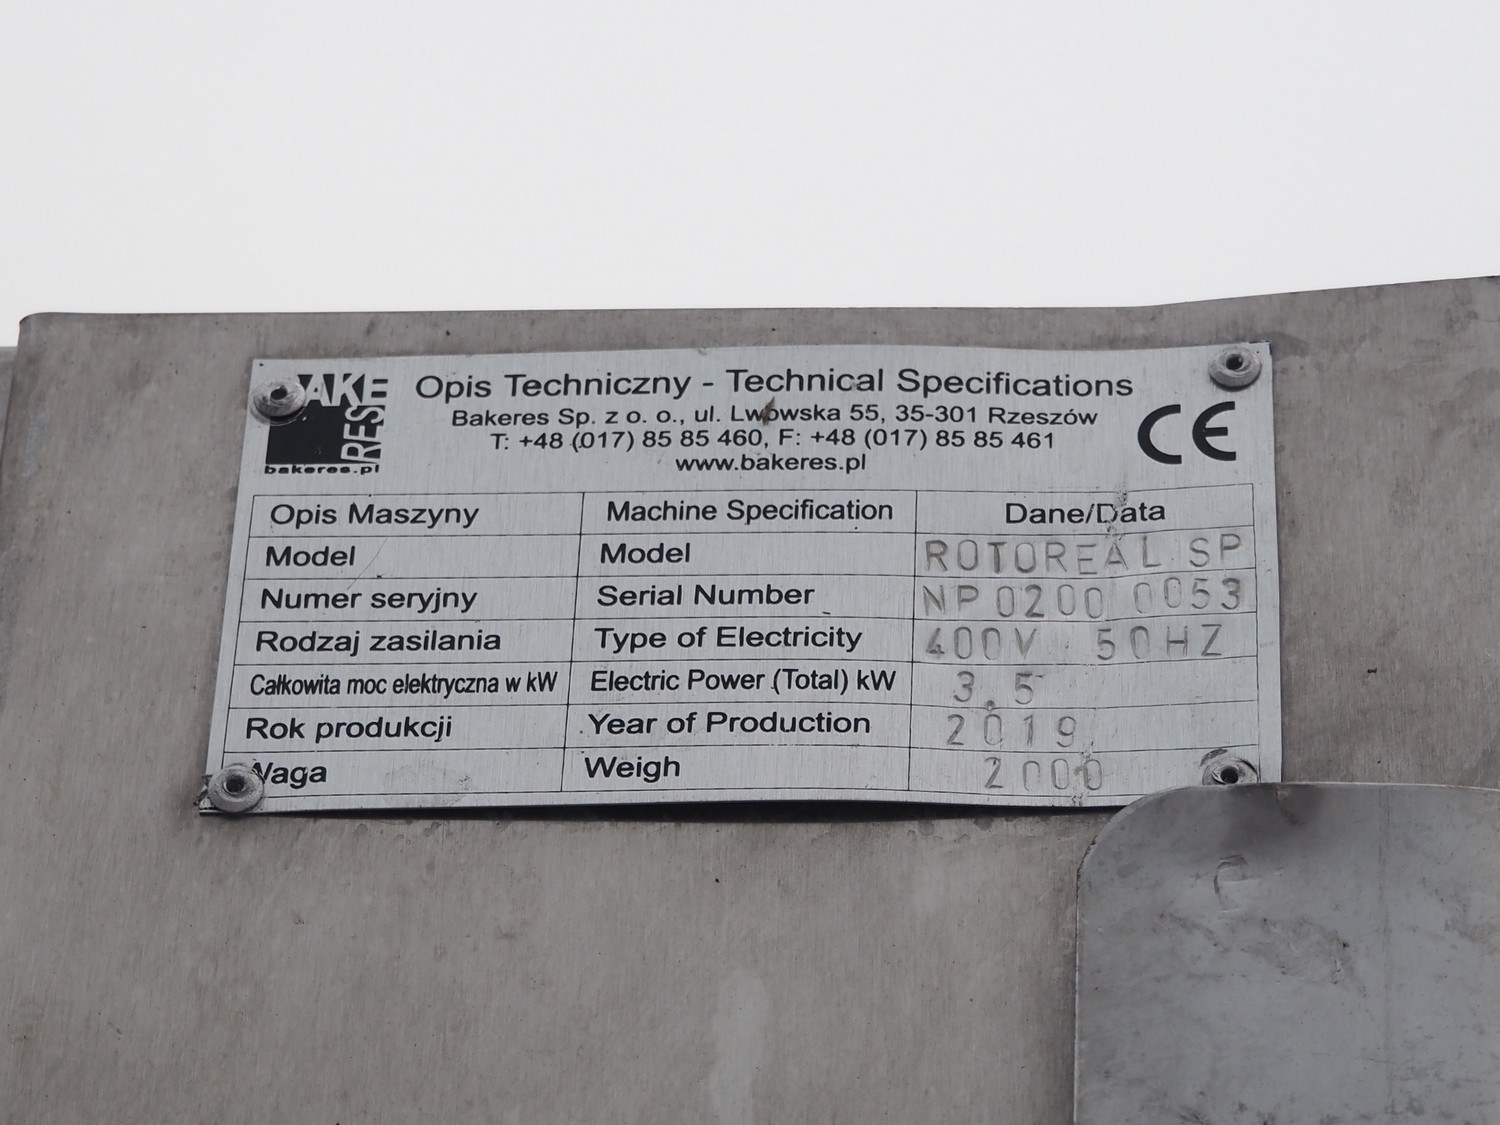 BAKE RES
bakeres.pl
Opis Techniczny - Technical Specifications
Bakeres Sp. z o. o., ul. Lwowska 55, 35-301 Rzeszów
T: +48 (017) 85 85 460, F: +48 (017) 85 85 461
www.bakeres.pl
CE
Opis Maszyny Machine Specification Dane/Data
Model Model ROTOREAL SP
Numer seryjny Serial Number NP0200 0053
Rodzaj zasilania Type of Electricity 400V 50HZ
Całkowita moc elektryczna w kW Electric Power (Total) kW 3,5
Rok produkcji Year of Production 2019
Waga Weigh 2000